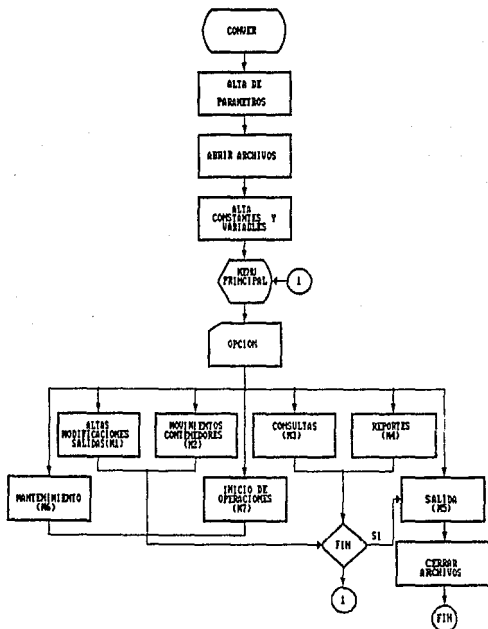 COMVER
ALTA DE
PARAMETROS
ABRIR ARCHIVOS
ALTA
CONSTANTES Y
VARIABLES
MENU
PRINCIPAL
1
OPCION
ALTAS
MODIFICACIONES
SALIDAS(M1)
MOVIMIENTOS
CONTENEDORES
(M2)
CONSULTAS
(M3)
REPORTES
(M4)
MANTENIMIENTO
(M6)
INICIO DE
OPERACIONES
(M7)
FIN
SI
SALIDA
(M5)
CERRAR
ARCHIVOS
1
FIN